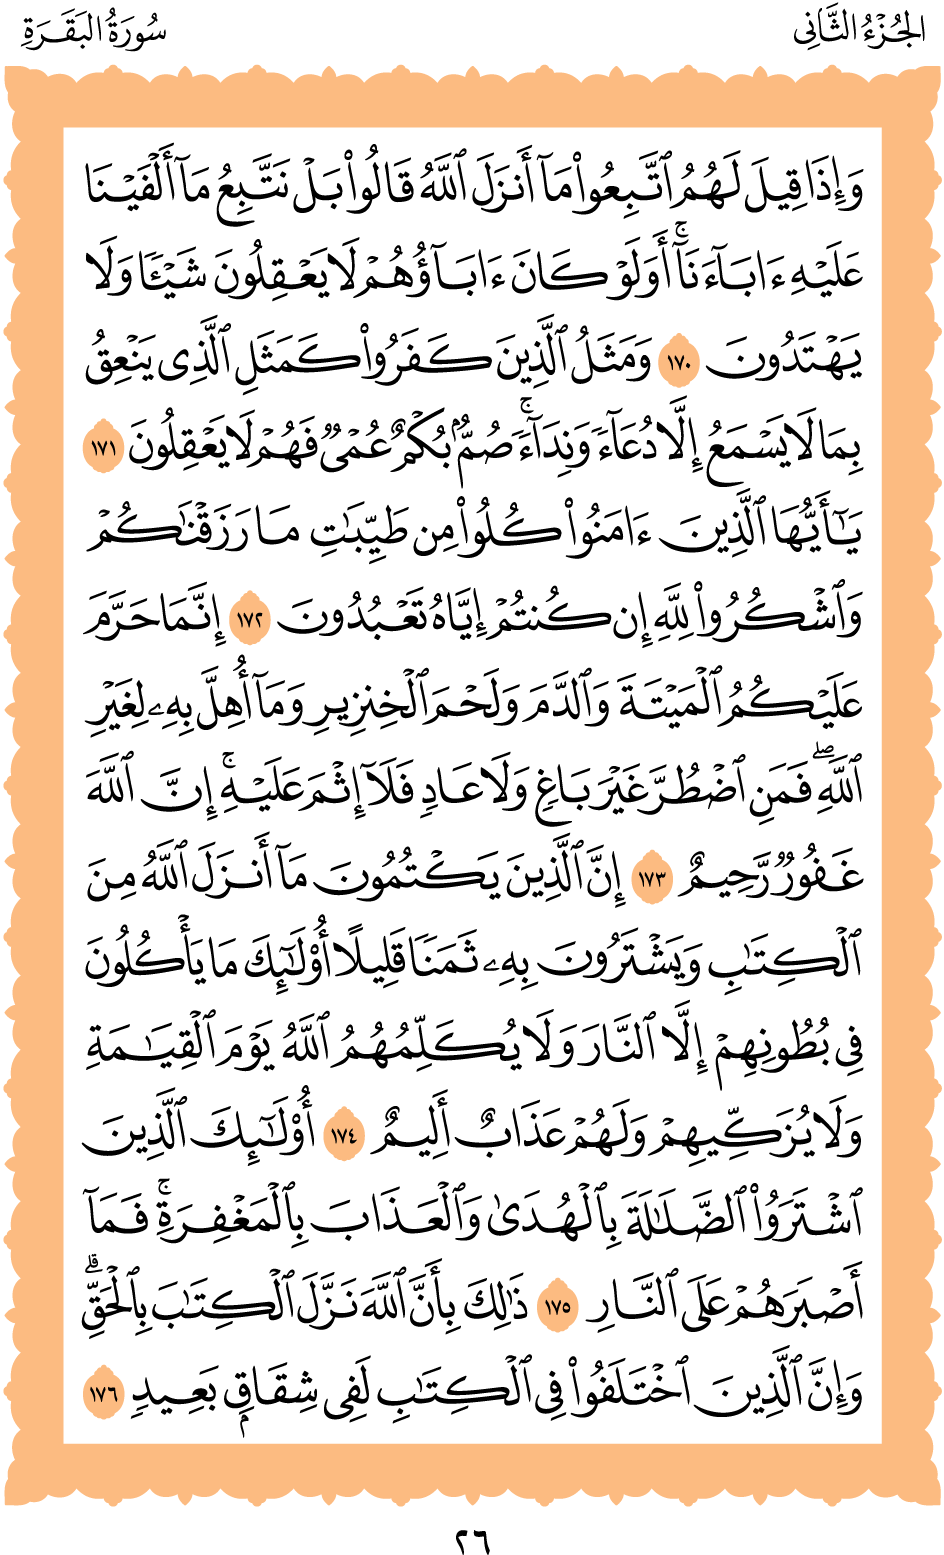 الجُزْءُ الثَّانِي
سُورَةُ البَقَرَةِ
وَإِذَا قِيلَ لَهُمُ ٱتَّبِعُواْ مَآ أَنزَلَ ٱللَّهُ قَالُواْ بَلۡ نَتَّبِعُ مَآ أَلۡفَيۡنَا
عَلَيۡهِ ءَابَآءَنَآۚ أَوَلَوۡ كَانَ ءَابَآؤُهُمۡ لَا يَعۡقِلُونَ شَيۡـٔٗا وَلَا
يَهۡتَدُونَ ١٧٠ وَمَثَلُ ٱلَّذِينَ كَفَرُواْ كَمَثَلِ ٱلَّذِي يَنۡعِقُ
بِمَا لَا يَسۡمَعُ إِلَّا دُعَآءٗ وَنِدَآءٗۚ صُمُّۢ بُكۡمٌ عُمۡيٞ فَهُمۡ لَا يَعۡقِلُونَ ١٧١
يَـٰٓأَيُّهَا ٱلَّذِينَ ءَامَنُواْ كُلُواْ مِن طَيِّبَٰتِ مَا رَزَقۡنَٰكُمۡ
وَٱشۡكُرُواْ لِلَّهِ إِن كُنتُمۡ إِيَّاهُ تَعۡبُدُونَ ١٧٢ إِنَّمَا حَرَّمَ
عَلَيۡكُمُ ٱلۡمَيۡتَةَ وَٱلدَّمَ وَلَحۡمَ ٱلۡخِنزِيرِ وَمَآ أُهِلَّ بِهِۦ لِغَيۡرِ
ٱللَّهِۖ فَمَنِ ٱضۡطُرَّ غَيۡرَ بَاغٖ وَلَا عَادٖ فَلَآ إِثۡمَ عَلَيۡهِۚ إِنَّ ٱللَّهَ
غَفُورٞ رَّحِيمٌ ١٧٣ إِنَّ ٱلَّذِينَ يَكۡتُمُونَ مَآ أَنزَلَ ٱللَّهُ مِنَ
ٱلۡكِتَٰبِ وَيَشۡتَرُونَ بِهِۦ ثَمَنٗا قَلِيلًا أُوْلَـٰٓئِكَ مَا يَأۡكُلُونَ
فِي بُطُونِهِمۡ إِلَّا ٱلنَّارَ وَلَا يُكَلِّمُهُمُ ٱللَّهُ يَوۡمَ ٱلۡقِيَٰمَةِ
وَلَا يُزَكِّيهِمۡ وَلَهُمۡ عَذَابٌ أَلِيمٌ ١٧٤ أُوْلَـٰٓئِكَ ٱلَّذِينَ
ٱشۡتَرَوُاْ ٱلضَّلَٰلَةَ بِٱلۡهُدَىٰ وَٱلۡعَذَابَ بِٱلۡمَغۡفِرَةِۚ فَمَآ
أَصۡبَرَهُمۡ عَلَى ٱلنَّارِ ١٧٥ ذَٰلِكَ بِأَنَّ ٱللَّهَ نَزَّلَ ٱلۡكِتَٰبَ بِٱلۡحَقِّۗ
وَإِنَّ ٱلَّذِينَ ٱخۡتَلَفُواْ فِي ٱلۡكِتَٰبِ لَفِي شِقَاقِۭ بَعِيدٖ ١٧٦
٢٦